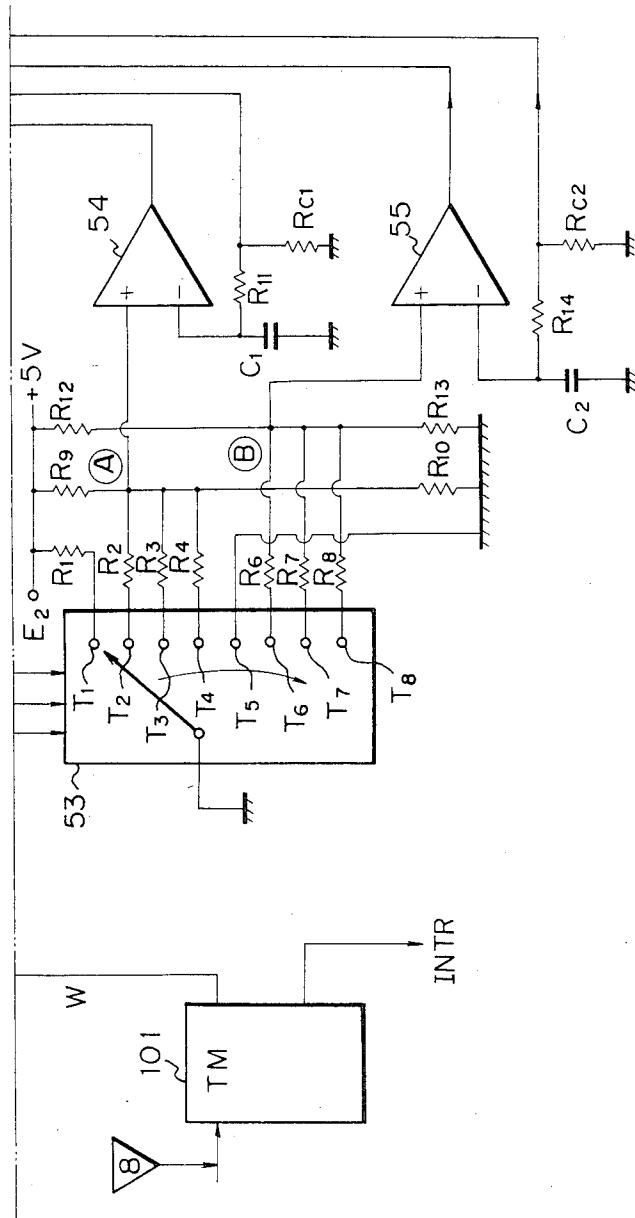 E2
+5V
R1
R9
R12
A
B
R2
R3
R4
R6
R7
R8
R10
R13
T1
T2
T3
T4
T5
T6
T7
T8
53
54
+
−
R11
RC1
C1
55
+
−
R14
RC2
C2
W
101
TM
8
INTR